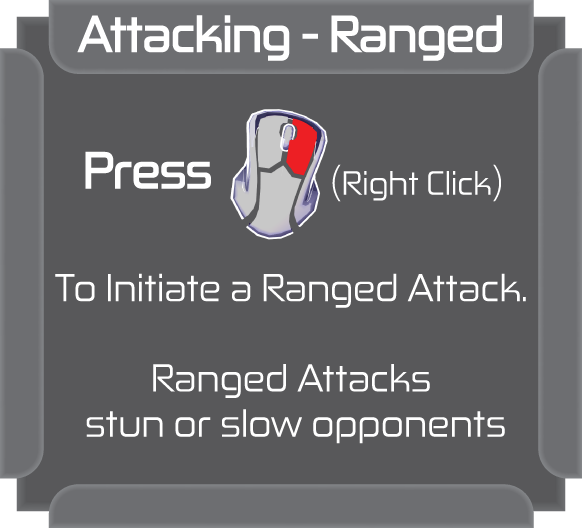 Attacking - Ranged
Press (Right Click)
To Initiate a Ranged Attack.
Ranged Attacks
stun or slow opponents